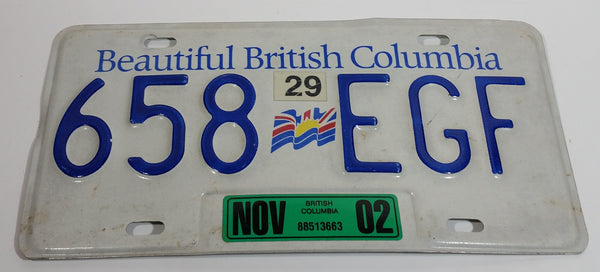 Beautiful British Columbia
29
658 EGF
NOV BRITISH COLUMBIA 02
88513663